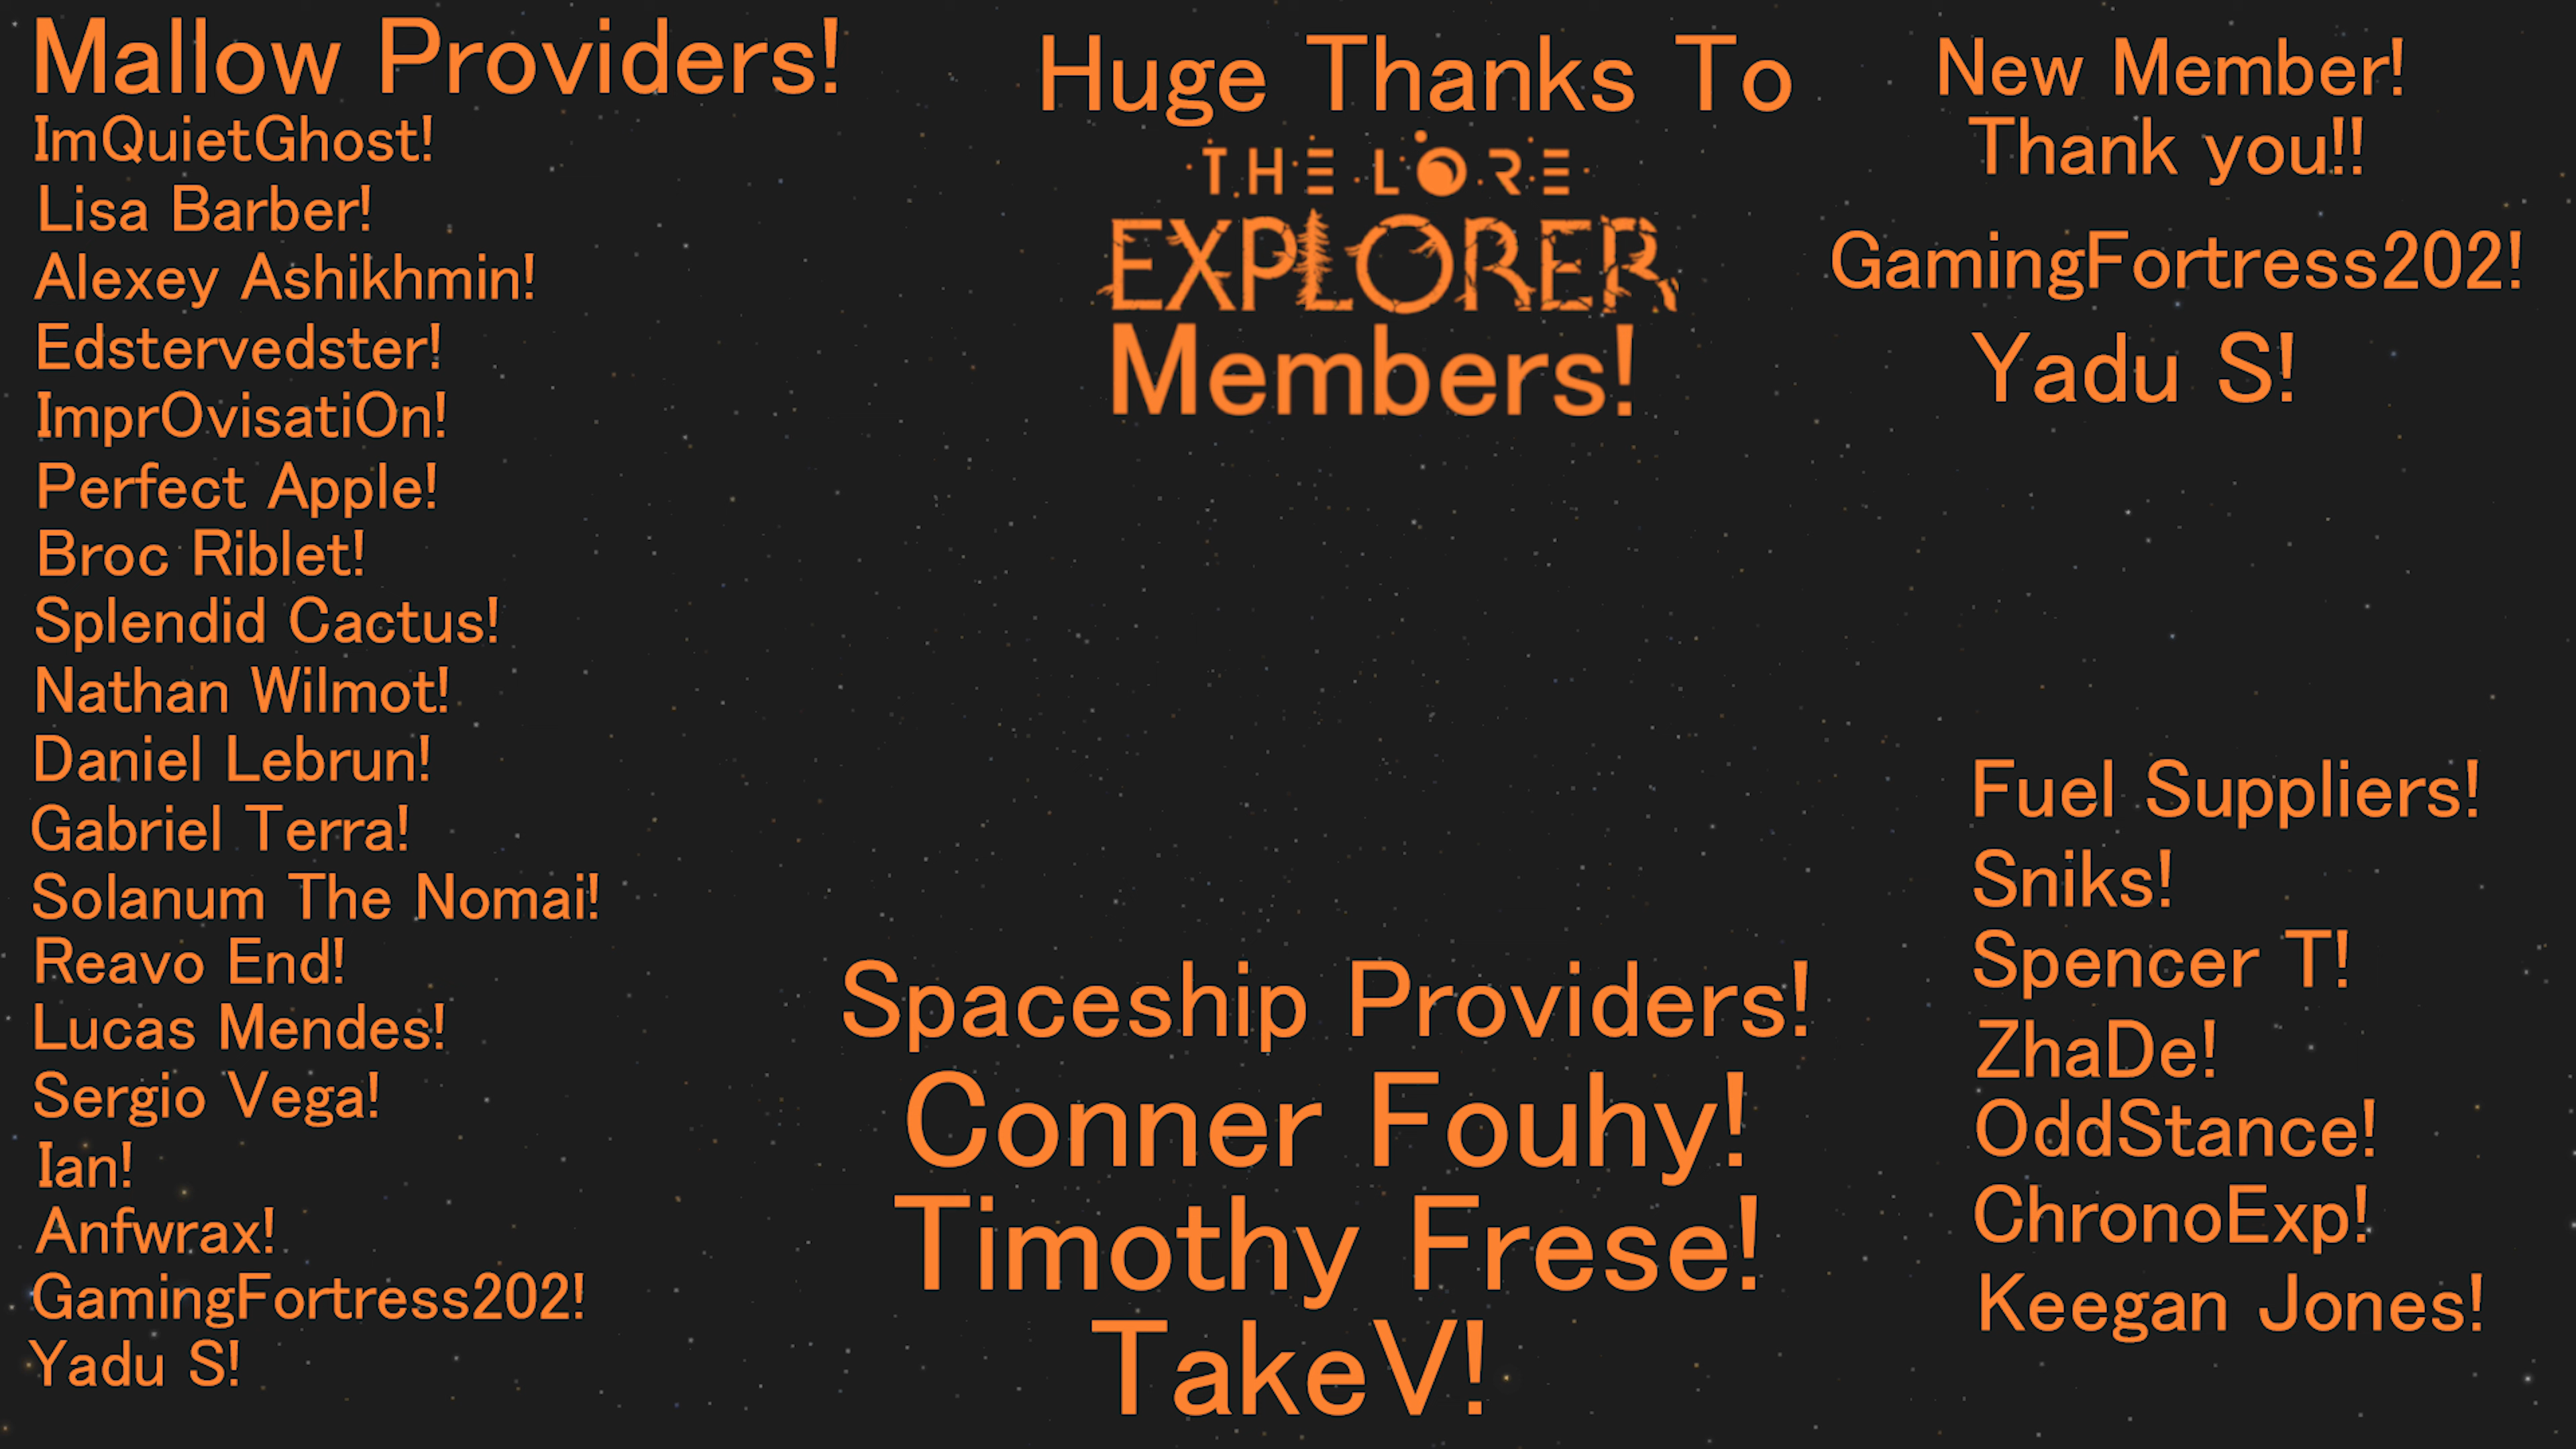 Mallow Providers!
ImQuietGhost!
Lisa Barber!
Alexey Ashikhmin!
Edstervedster!
ImprOvisatiOn!
Perfect Apple!
Broc Riblet!
Splendid Cactus!
Nathan Wilmot!
Daniel Lebrun!
Gabriel Terra!
Solanum The Nomai!
Reavo End!
Lucas Mendes!
Sergio Vega!
Ian!
Anfwrax!
GamingFortress202!
Yadu S!
Huge Thanks To
THE LORE
EXPLORER
Members!
Spaceship Providers!
Conner Fouhy!
Timothy Frese!
TakeV!
New Member!
Thank you!!
GamingFortress202!
Yadu S!
Fuel Suppliers!
Sniks!
Spencer T!
ZhaDe!
OddStance!
ChronoExp!
Keegan Jones!